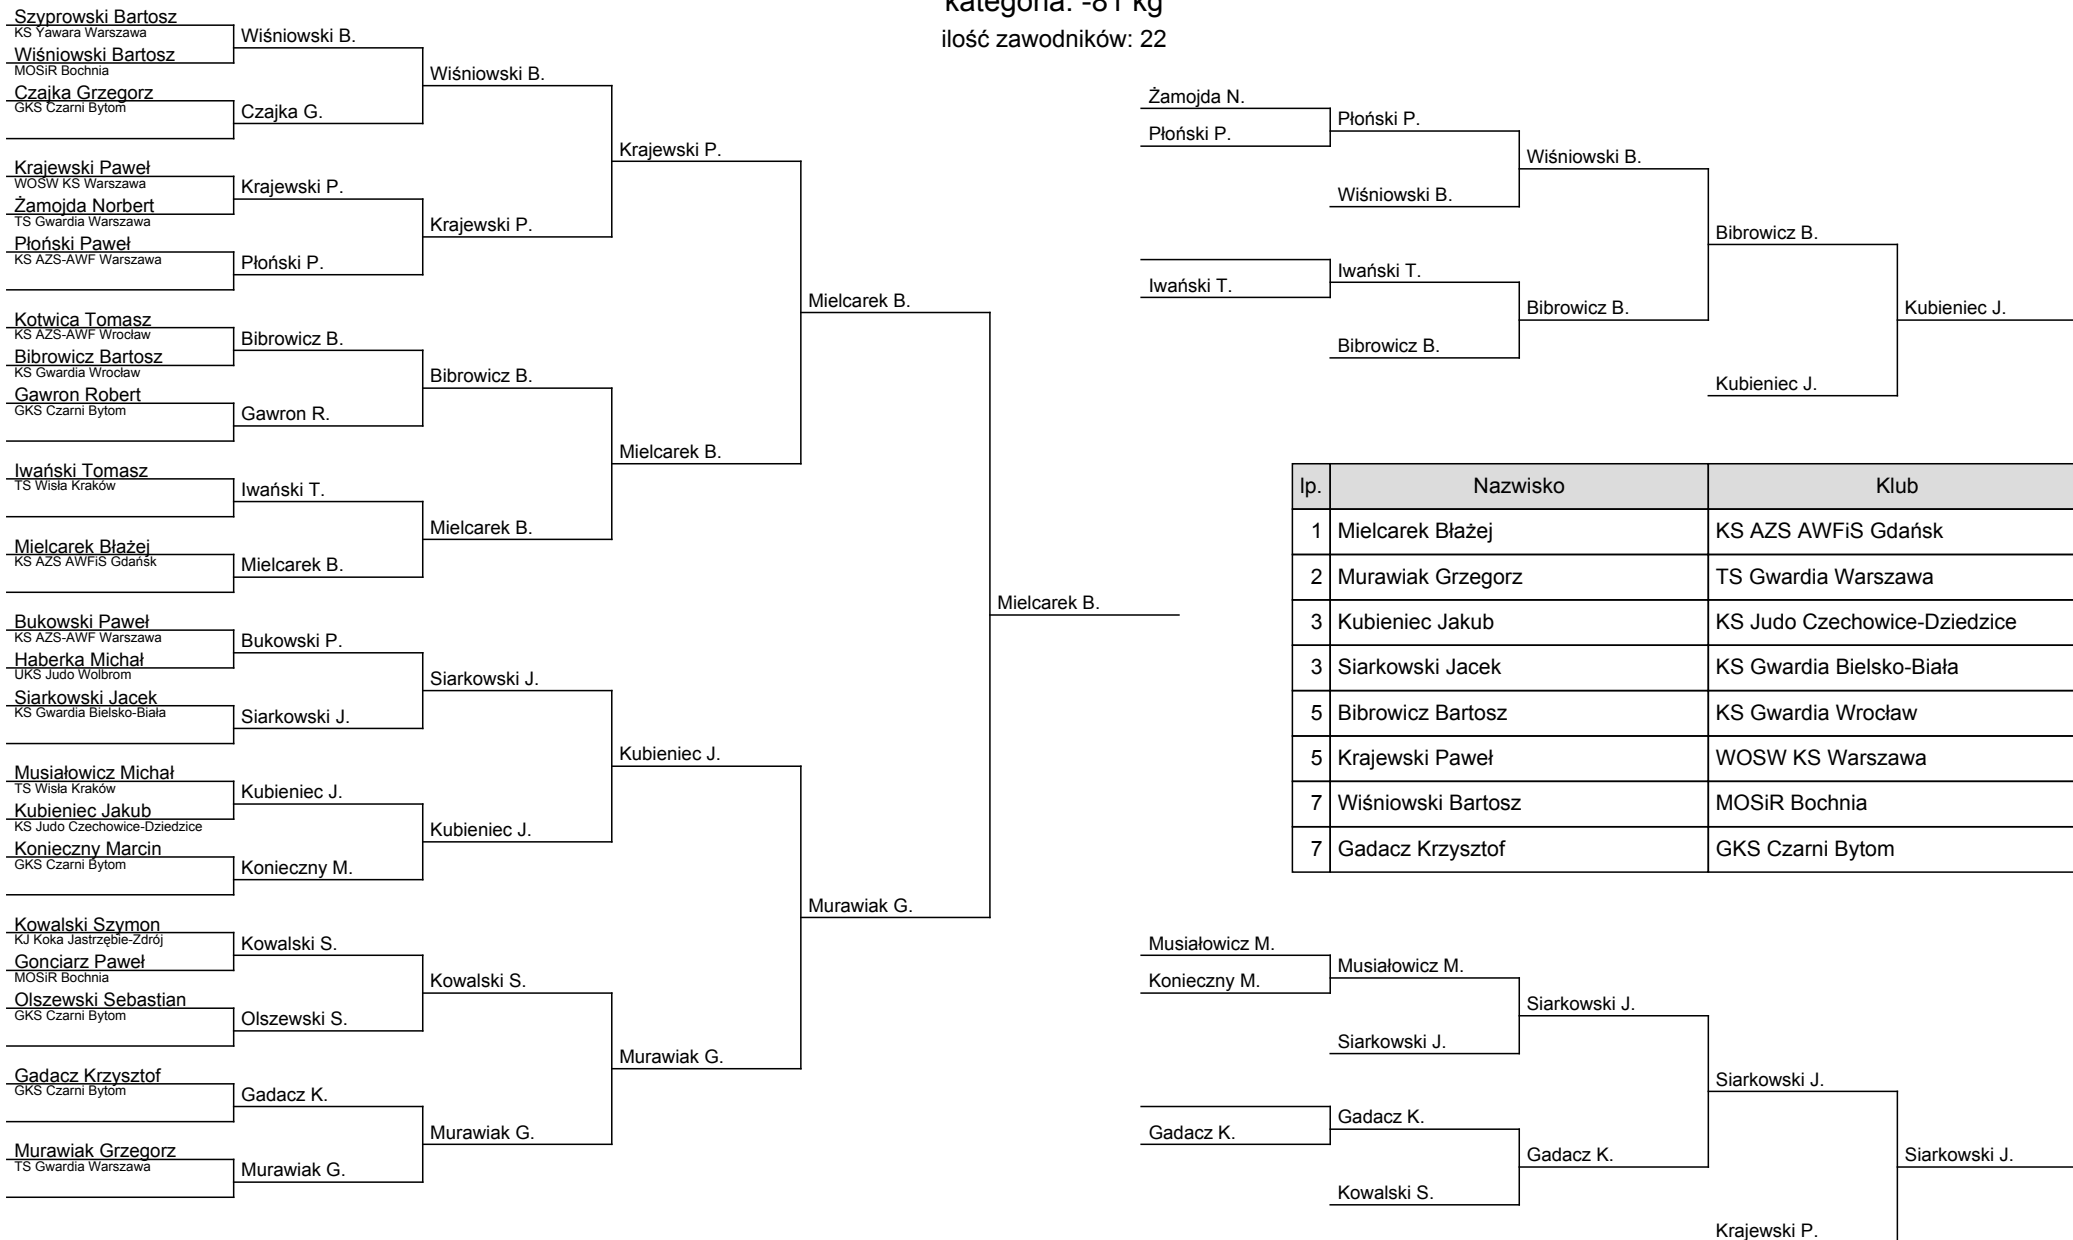 kategoria: -81 kg
ilość zawodników: 22
Szyprowski Bartosz
KS Yawara Warszawa
Wiśniowski Bartosz
MOSiR Bochnia
Czajka Grzegorz
GKS Czarni Bytom
Krajewski Paweł
WOSW KS Warszawa
Żamojda Norbert
TS Gwardia Warszawa
Płoński Paweł
KS AZS-AWF Warszawa
Kotwica Tomasz
KS AZS-AWF Wrocław
Bibrowicz Bartosz
KS Gwardia Wrocław
Gawron Robert
GKS Czarni Bytom
Iwański Tomasz
TS Wisła Kraków
Mielcarek Błażej
KS AZS AWFiS Gdańsk
Bukowski Paweł
KS AZS-AWF Warszawa
Haberka Michał
UKS Judo Wolbrom
Siarkowski Jacek
KS Gwardia Bielsko-Biała
Musiałowicz Michał
TS Wisła Kraków
Kubieniec Jakub
KS Judo Czechowice-Dziedzice
Konieczny Marcin
GKS Czarni Bytom
Kowalski Szymon
KJ Koka Jastrzębie-Zdrój
Gonciarz Paweł
MOSiR Bochnia
Olszewski Sebastian
GKS Czarni Bytom
Gadacz Krzysztof
GKS Czarni Bytom
Murawiak Grzegorz
TS Gwardia Warszawa
Wiśniowski B.
Czajka G.
Krajewski P.
Płoński P.
Bibrowicz B.
Gawron R.
Iwański T.
Mielcarek B.
Bukowski P.
Siarkowski J.
Kubieniec J.
Konieczny M.
Kowalski S.
Olszewski S.
Gadacz K.
Murawiak G.
Wiśniowski B.
Krajewski P.
Bibrowicz B.
Mielcarek B.
Siarkowski J.
Kubieniec J.
Kowalski S.
Murawiak G.
Krajewski P.
Mielcarek B.
Kubieniec J.
Murawiak G.
Mielcarek B.
Murawiak G.
Mielcarek B.
Żamojda N.
Płoński P.
Iwański T.
Płoński P.
Wiśniowski B.
Iwański T.
Bibrowicz B.
Wiśniowski B.
Bibrowicz B.
Bibrowicz B.
Kubieniec J.
Kubieniec J.
lp. Nazwisko Klub
1 Mielcarek Błażej KS AZS AWFiS Gdańsk
2 Murawiak Grzegorz TS Gwardia Warszawa
3 Kubieniec Jakub KS Judo Czechowice-Dziedzice
3 Siarkowski Jacek KS Gwardia Bielsko-Biała
5 Bibrowicz Bartosz KS Gwardia Wrocław
5 Krajewski Paweł WOSW KS Warszawa
7 Wiśniowski Bartosz MOSiR Bochnia
7 Gadacz Krzysztof GKS Czarni Bytom
Musiałowicz M.
Konieczny M.
Gadacz K.
Musiałowicz M.
Siarkowski J.
Gadacz K.
Kowalski S.
Siarkowski J.
Gadacz K.
Siarkowski J.
Krajewski P.
Siarkowski J.